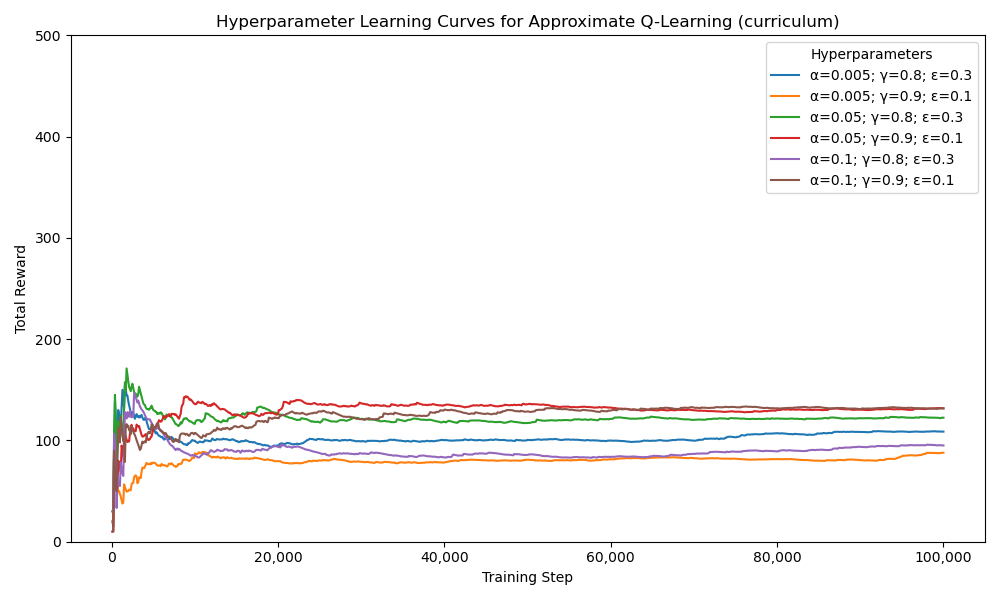 Hyperparameter Learning Curves for Approximate Q-Learning (curriculum)
Total Reward
500
400
300
200
100
0
Hyperparameters
α=0.005; γ=0.8; ε=0.3
α=0.005; γ=0.9; ε=0.1
α=0.05; γ=0.8; ε=0.3
α=0.05; γ=0.9; ε=0.1
α=0.1; γ=0.8; ε=0.3
α=0.1; γ=0.9; ε=0.1
0 20,000 40,000 60,000 80,000 100,000
Training Step